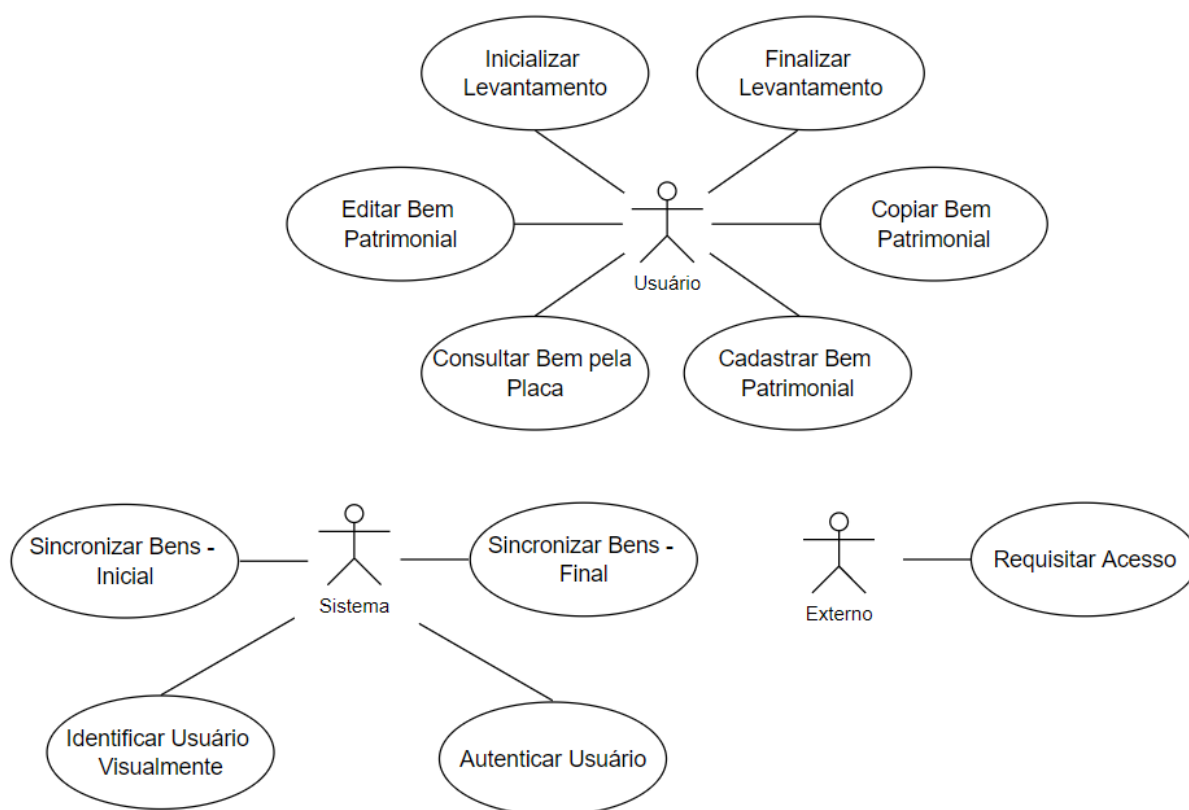 Inicializar
Levantamento
Finalizar
Levantamento
Editar Bem
Patrimonial
Copiar Bem
Patrimonial
Usuário
Consultar Bem pela
Placa
Cadastrar Bem
Patrimonial
Sincronizar Bens -
Inicial
Sistema
Sincronizar Bens -
Final
Externo
Requisitar Acesso
Identificar Usuário
Visualmente
Autenticar Usuário